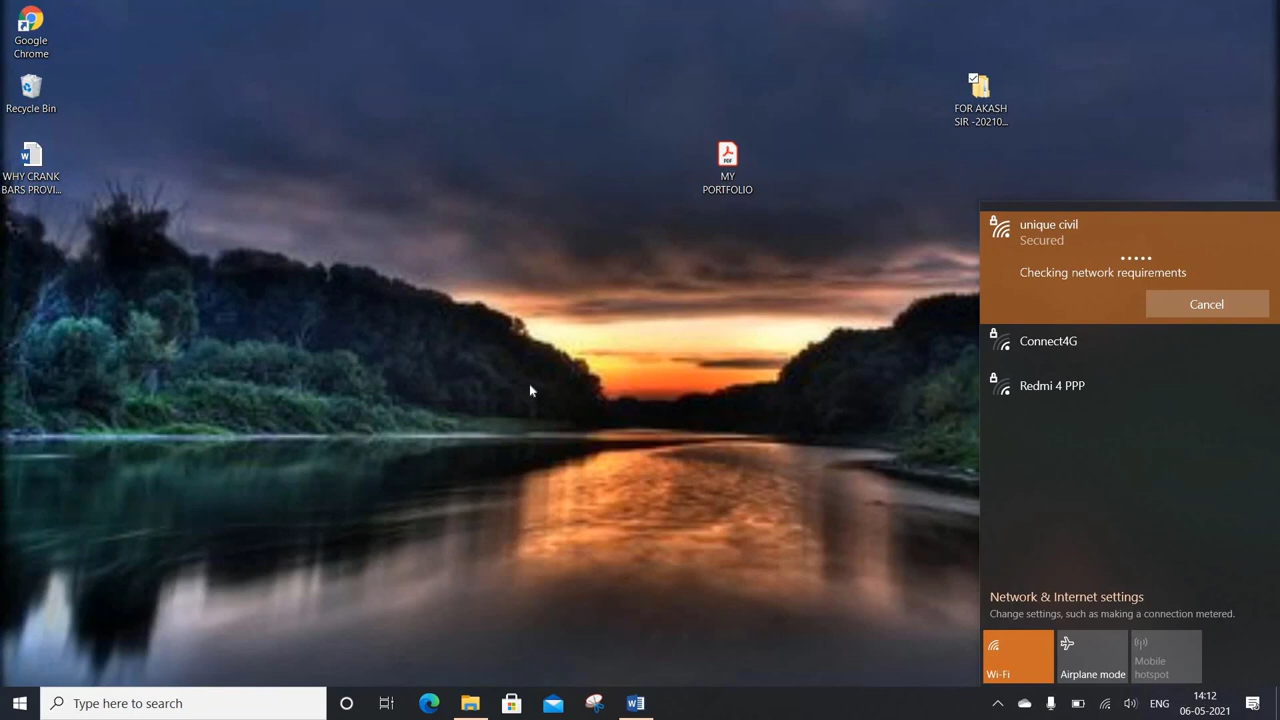 Google
Chrome
Recycle Bin
WHY CRANK
BARS PROVI...
PDF
MY
PORTFOLIO
FOR AKASH
SIR -20210...
unique civil
Secured
Checking network requirements
Cancel
Connect4G
Redmi 4 PPP
Network & Internet settings
Change settings, such as making a connection metered.
Wi-Fi
Airplane mode
Mobile
hotspot
Type here to search
ENG
14:12
06-05-2021